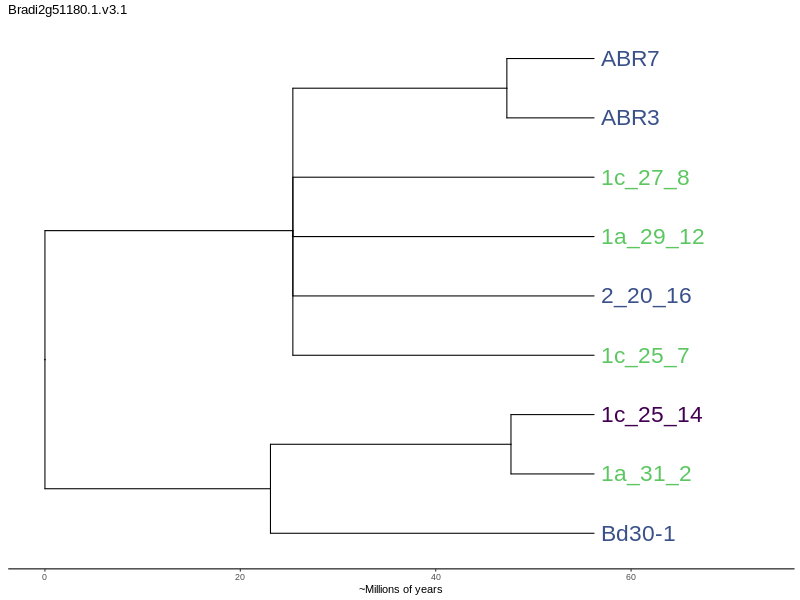 Bradi2g51180.1.v3.1
ABR7
ABR3
1c_27_8
1a_29_12
2_20_16
1c_25_7
1c_25_14
1a_31_2
Bd30-1
0 20 40 60
~Millions of years